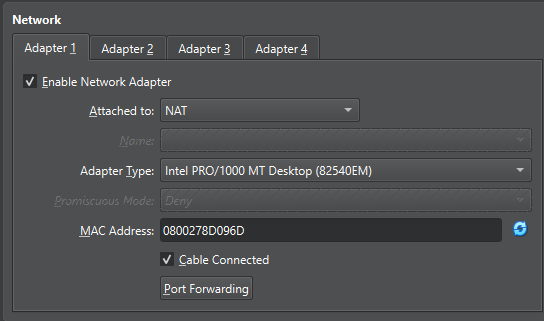 Network
Adapter 1 Adapter 2 Adapter 3 Adapter 4
Enable Network Adapter
Attached to: NAT
Name:
Adapter Type: Intel PRO/1000 MT Desktop (82540EM)
Promiscuous Mode: Deny
MAC Address: 0800278D096D
Cable Connected
Port Forwarding